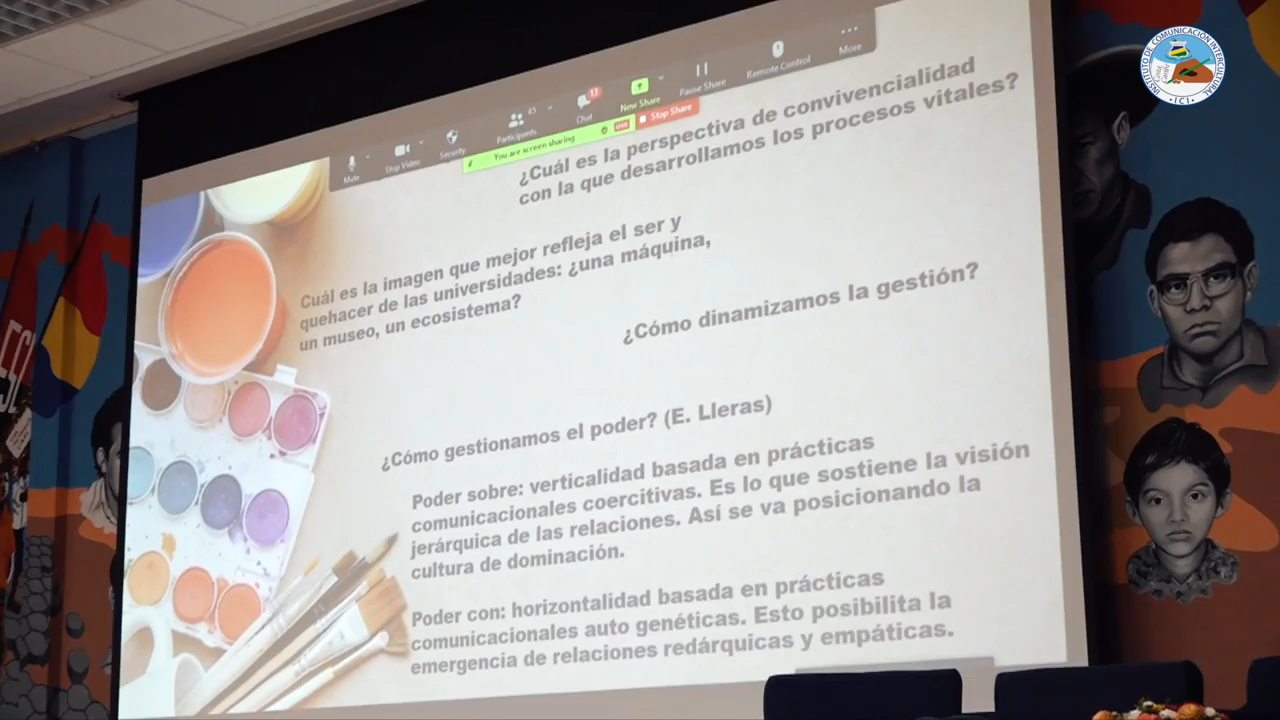 INSTITUTO DE COMUNICACIÓN INTERCULTURAL
· I C I ·
Mute
Stop Video
Security
Participants
45
Chat
13
New Share
Pause Share
Remote Control
More
You are screen sharing
LIVE
Stop Share
¿Cuál es la perspectiva de convivencialidad
con la que desarrollamos los procesos vitales?
Cuál es la imagen que mejor refleja el ser y
quehacer de las universidades: ¿una máquina,
un museo, un ecosistema?
¿Cómo dinamizamos la gestión?
¿Cómo gestionamos el poder? (E. Lleras)
Poder sobre: verticalidad basada en prácticas
comunicacionales coercitivas. Es lo que sostiene la visión
jerárquica de las relaciones. Así se va posicionando la
cultura de dominación.
Poder con: horizontalidad basada en prácticas
comunicacionales auto genéticas. Esto posibilita la
emergencia de relaciones redárquicas y empáticas.